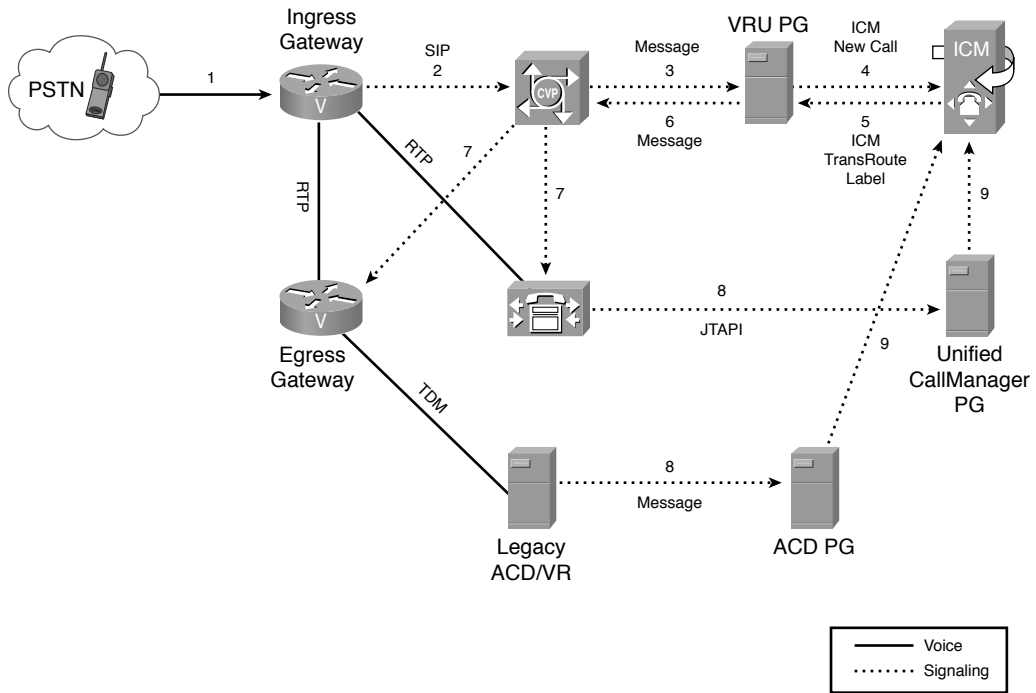 Ingress
Gateway
VRU PG
ICM
New Call
ICM
SIP
2
Message
3
4
PSTN
1
V
CVP
6
Message
5
ICM
TransRoute
Label
RTP
7
RTP
7
9
8
JTAPI
9
V
Egress
Gateway
Unified
CallManager
PG
TDM
8
Message
Legacy
ACD/VR
ACD PG
Voice
Signaling